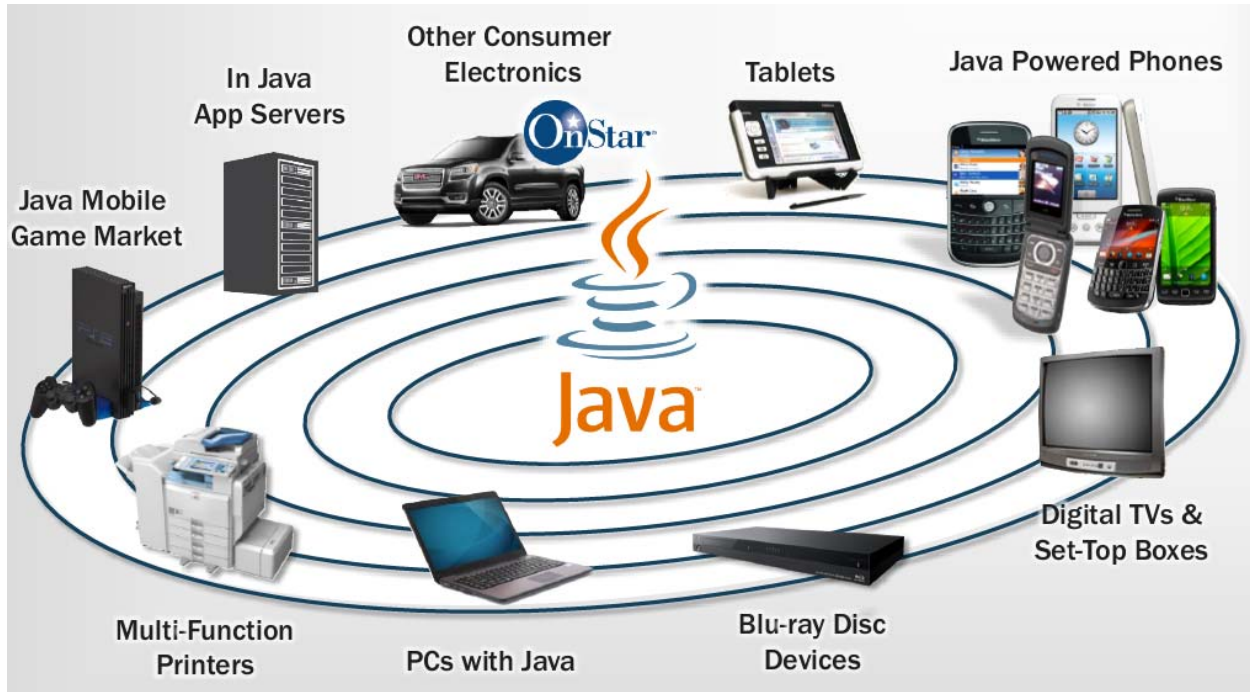 Other Consumer
Electronics
Tablets
Java Powered Phones
In Java
App Servers
OnStar
Java Mobile
Game Market
Java™
Digital TVs &
Set-Top Boxes
Multi-Function
Printers
PCs with Java
Blu-ray Disc
Devices